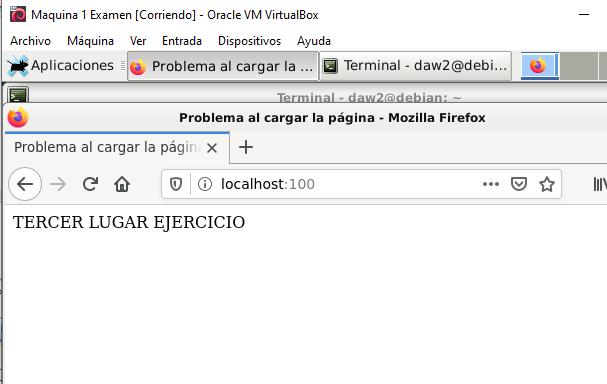 Maquina 1 Examen [Corriendo] - Oracle VM VirtualBox
Archivo Máquina Ver Entrada Dispositivos Ayuda
Aplicaciones Problema al cargar la ... Terminal - daw2@debi...
Terminal - daw2@debian: ~
Problema al cargar la página - Mozilla Firefox
Problema al cargar la página
localhost:100
TERCER LUGAR EJERCICIO